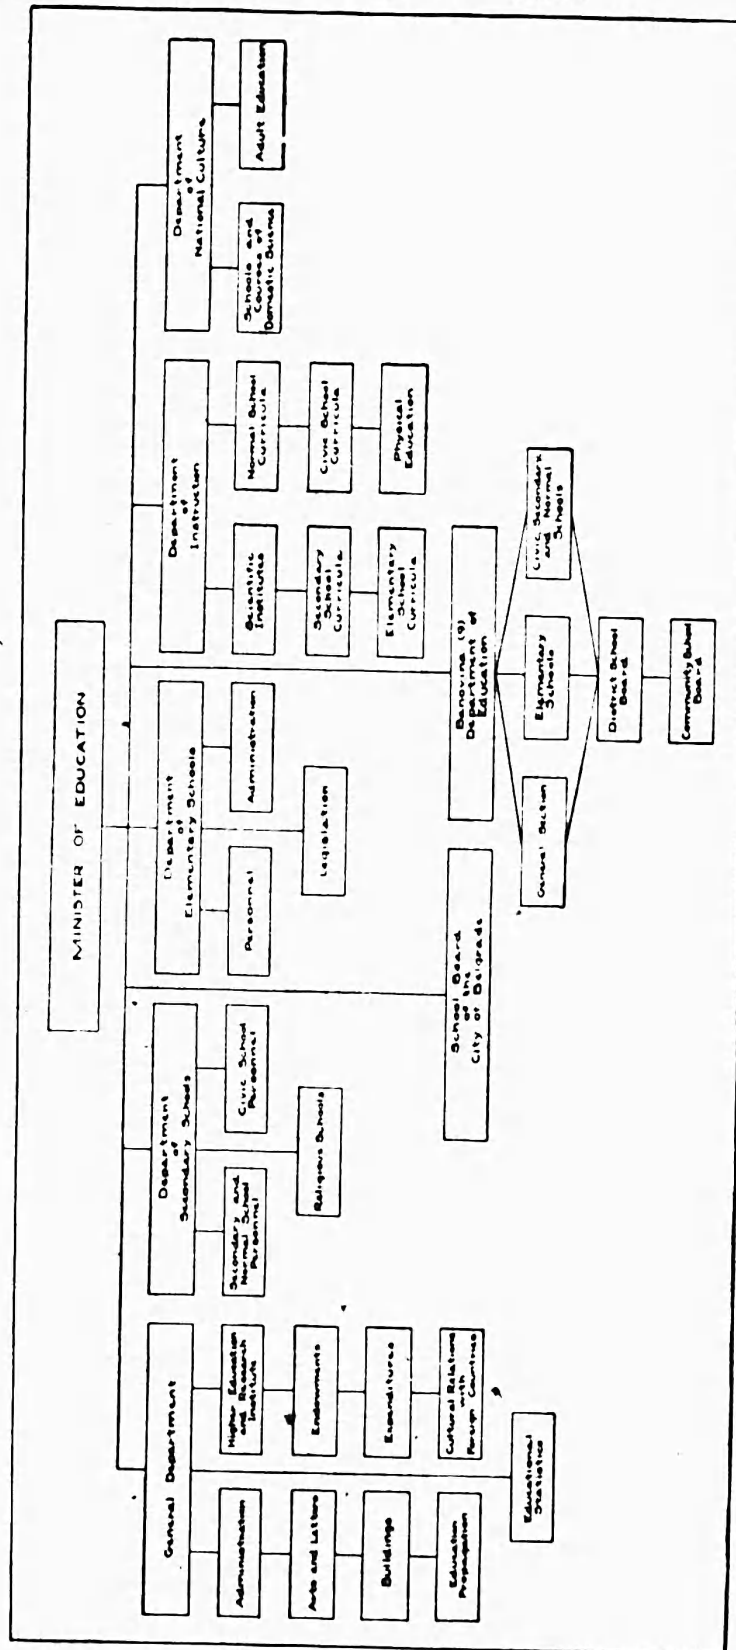 MINISTER OF EDUCATION
General Department
Administration
Arts and Letters
Buildings
Education
Propagation
Higher Education
and Research
Institute
Endowments
Expenditures
Cultural Relations
with
Foreign Countries
Educational
Statistics
Department
of
Secondary Schools
Secondary and
Normal School
Personnel
Civic School
Personnel
Religious Schools
Department
of
Elementary Schools
Personnel
Administration
Legislation
Department
of
Instruction
Scientific
Institutes
Secondary
School
Curricula
Elementary
School
Curricula
Normal School
Curricula
Civic School
Curricula
Physical
Education
Department
of
National Culture
Schools and
Courses of
Domestic Science
Adult Education
School Board
of the
City of Belgrade
Banovina (9)
Department of
Education
General Section
Elementary
Schools
Civic, Secondary
and Normal
Schools
District School
Board
Community School
Board